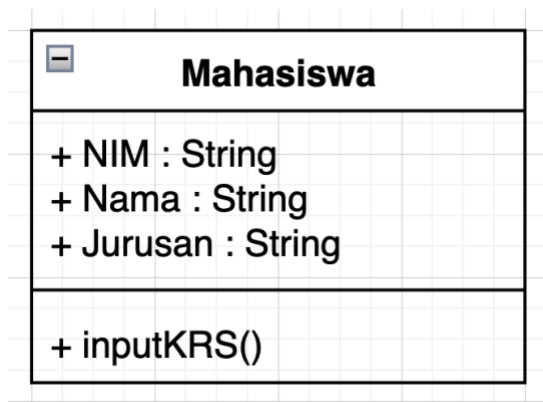 Mahasiswa
+ NIM : String
+ Nama : String
+ Jurusan : String
+ inputKRS()